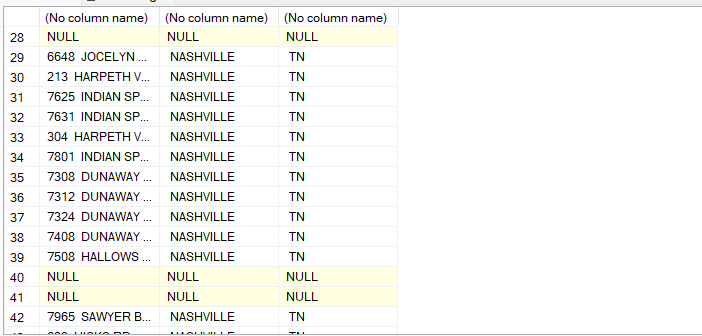 (No column name) (No column name) (No column name)
28 NULL NULL NULL
29 6648 JOCELYN ... NASHVILLE TN
30 213 HARPETH V... NASHVILLE TN
31 7625 INDIAN SP... NASHVILLE TN
32 7631 INDIAN SP... NASHVILLE TN
33 304 HARPETH V... NASHVILLE TN
34 7801 INDIAN SP... NASHVILLE TN
35 7308 DUNAWAY ... NASHVILLE TN
36 7312 DUNAWAY ... NASHVILLE TN
37 7324 DUNAWAY ... NASHVILLE TN
38 7408 DUNAWAY ... NASHVILLE TN
39 7508 HALLOWS ... NASHVILLE TN
40 NULL NULL NULL
41 NULL NULL NULL
42 7965 SAWYER B... NASHVILLE TN
NASHVILLE TN